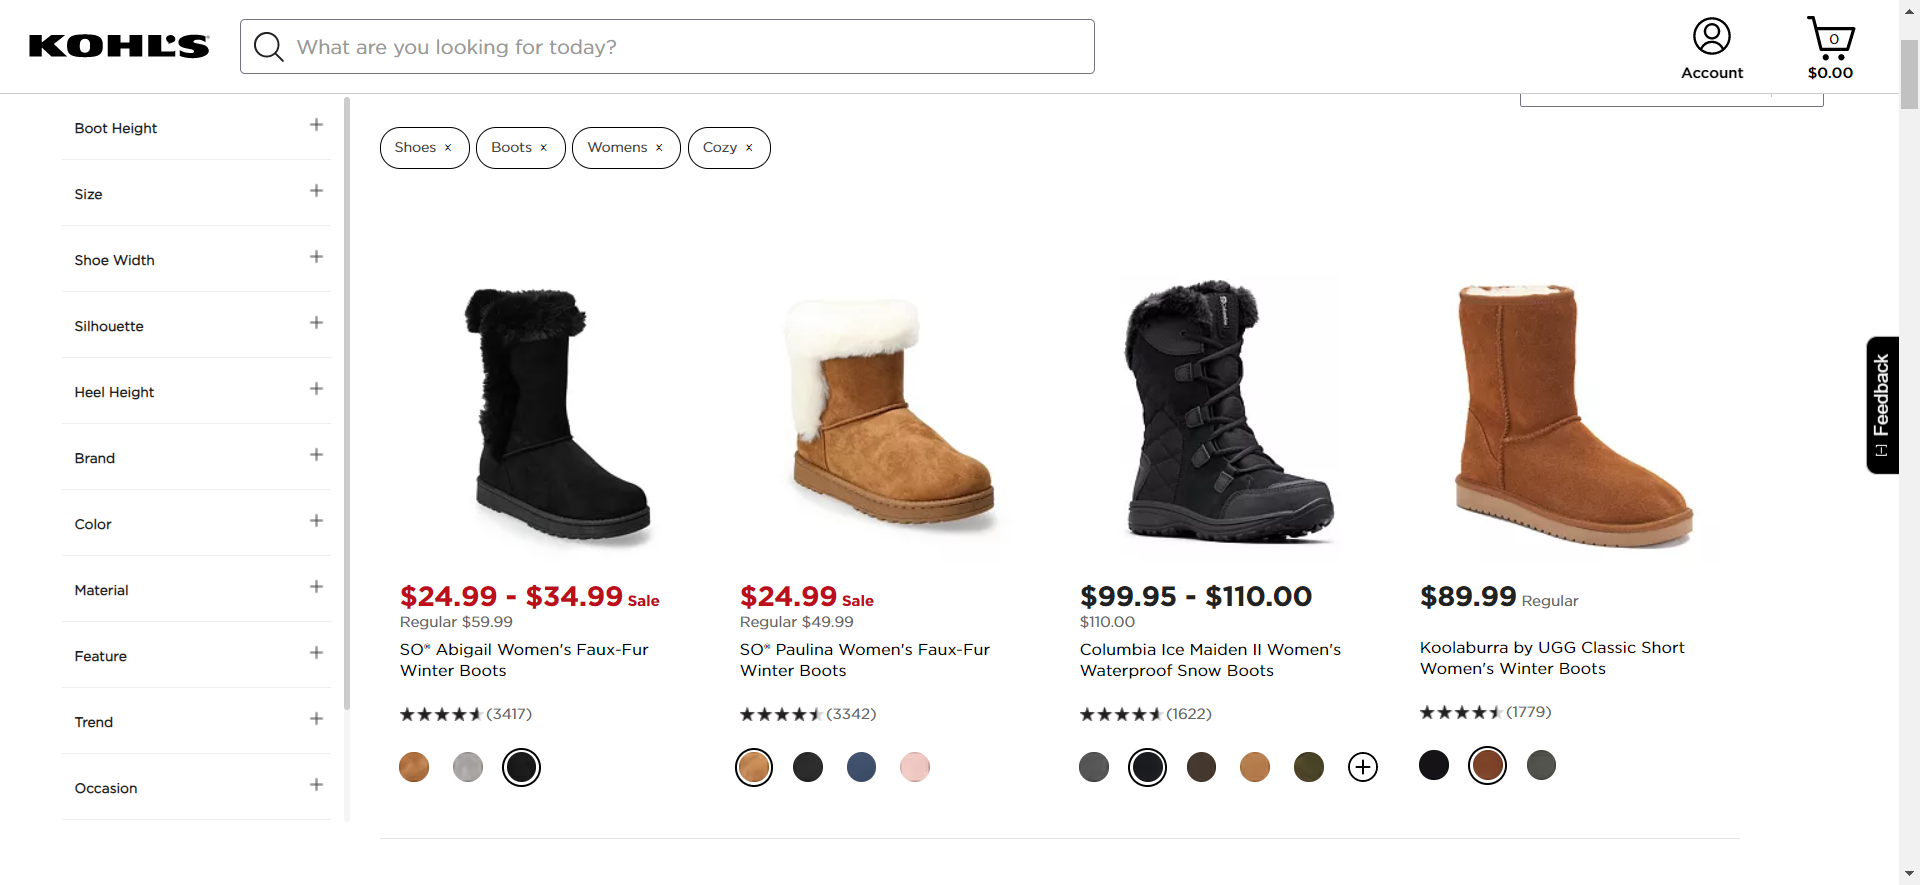 KOHL'S
What are you looking for today?
0
Account
$0.00
Boot Height
Size
Shoe Width
Silhouette
Heel Height
Brand
Color
Material
Feature
Trend
Occasion
Shoes x
Boots x
Womens x
Cozy x
Columbia
$24.99 - $34.99 Sale
Regular $59.99
SO® Abigail Women's Faux-Fur
Winter Boots
(3417)
$24.99 Sale
Regular $49.99
SO® Paulina Women's Faux-Fur
Winter Boots
(3342)
$99.95 - $110.00
$110.00
Columbia Ice Maiden II Women's
Waterproof Snow Boots
(1622)
$89.99 Regular
Koolaburra by UGG Classic Short
Women's Winter Boots
(1779)
[-] Feedback